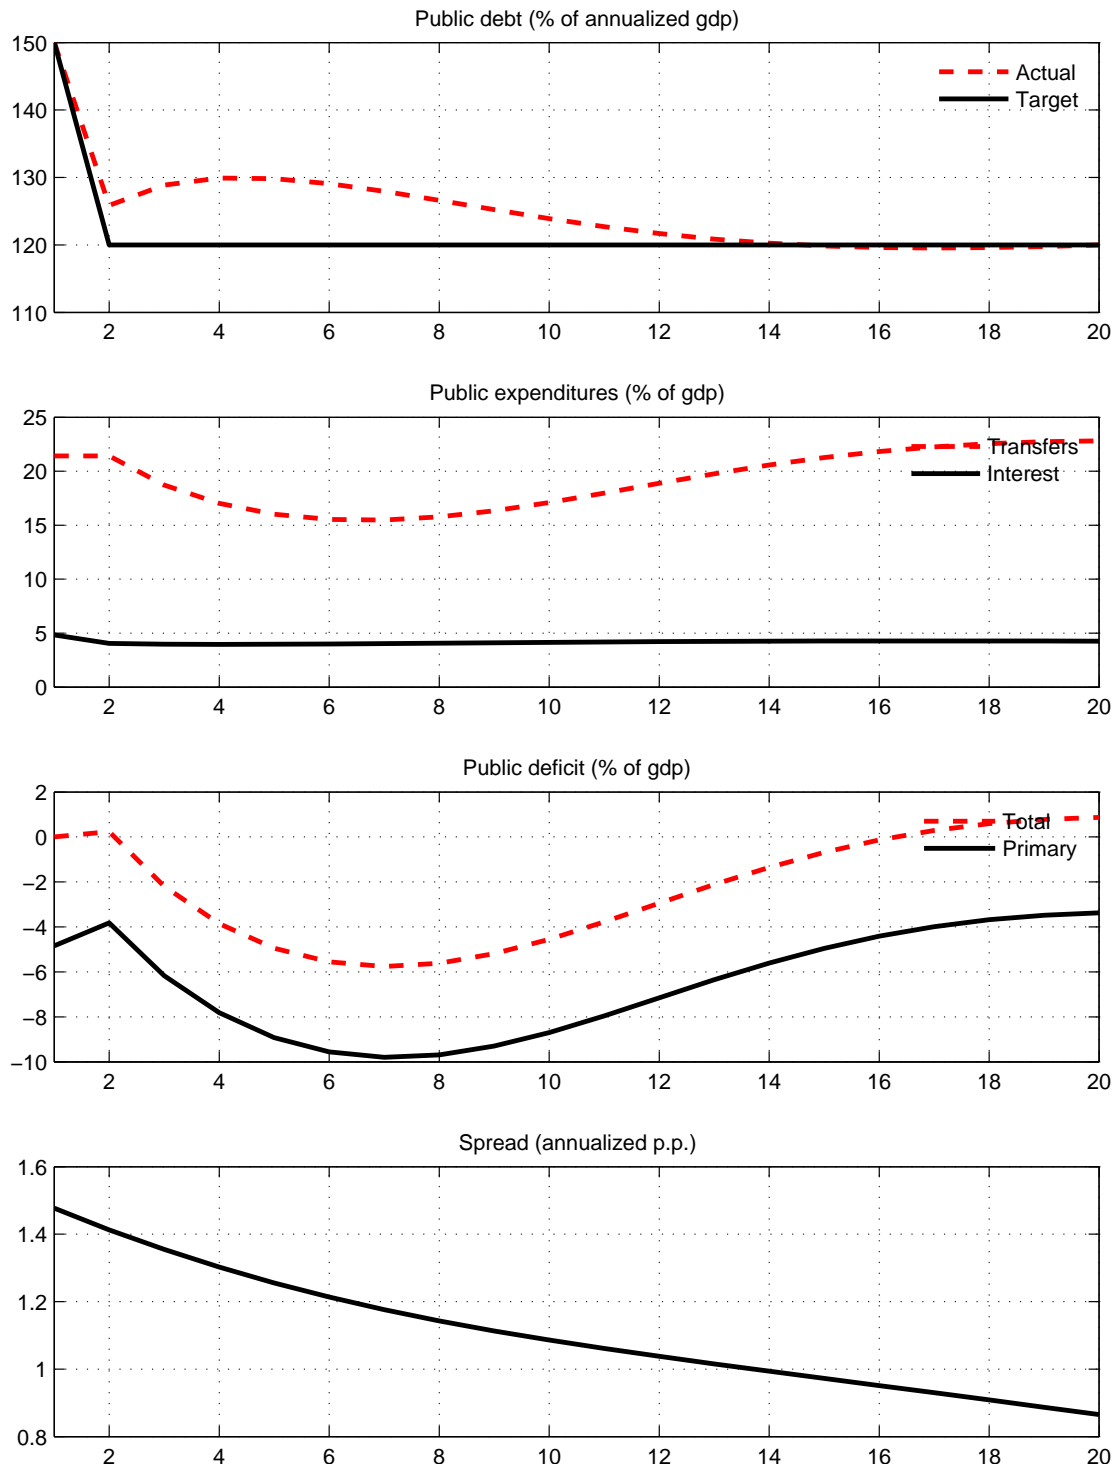 Public debt (% of annualized gdp)
150
140
130
120
110
Actual
Target
2 4 6 8 10 12 14 16 18 20
Public expenditures (% of gdp)
25
20
15
10
5
0
Transfers
Interest
2 4 6 8 10 12 14 16 18 20
Public deficit (% of gdp)
2
0
−2
−4
−6
−8
−10
Total
Primary
2 4 6 8 10 12 14 16 18 20
Spread (annualized p.p.)
1.6
1.4
1.2
1
0.8
2 4 6 8 10 12 14 16 18 20